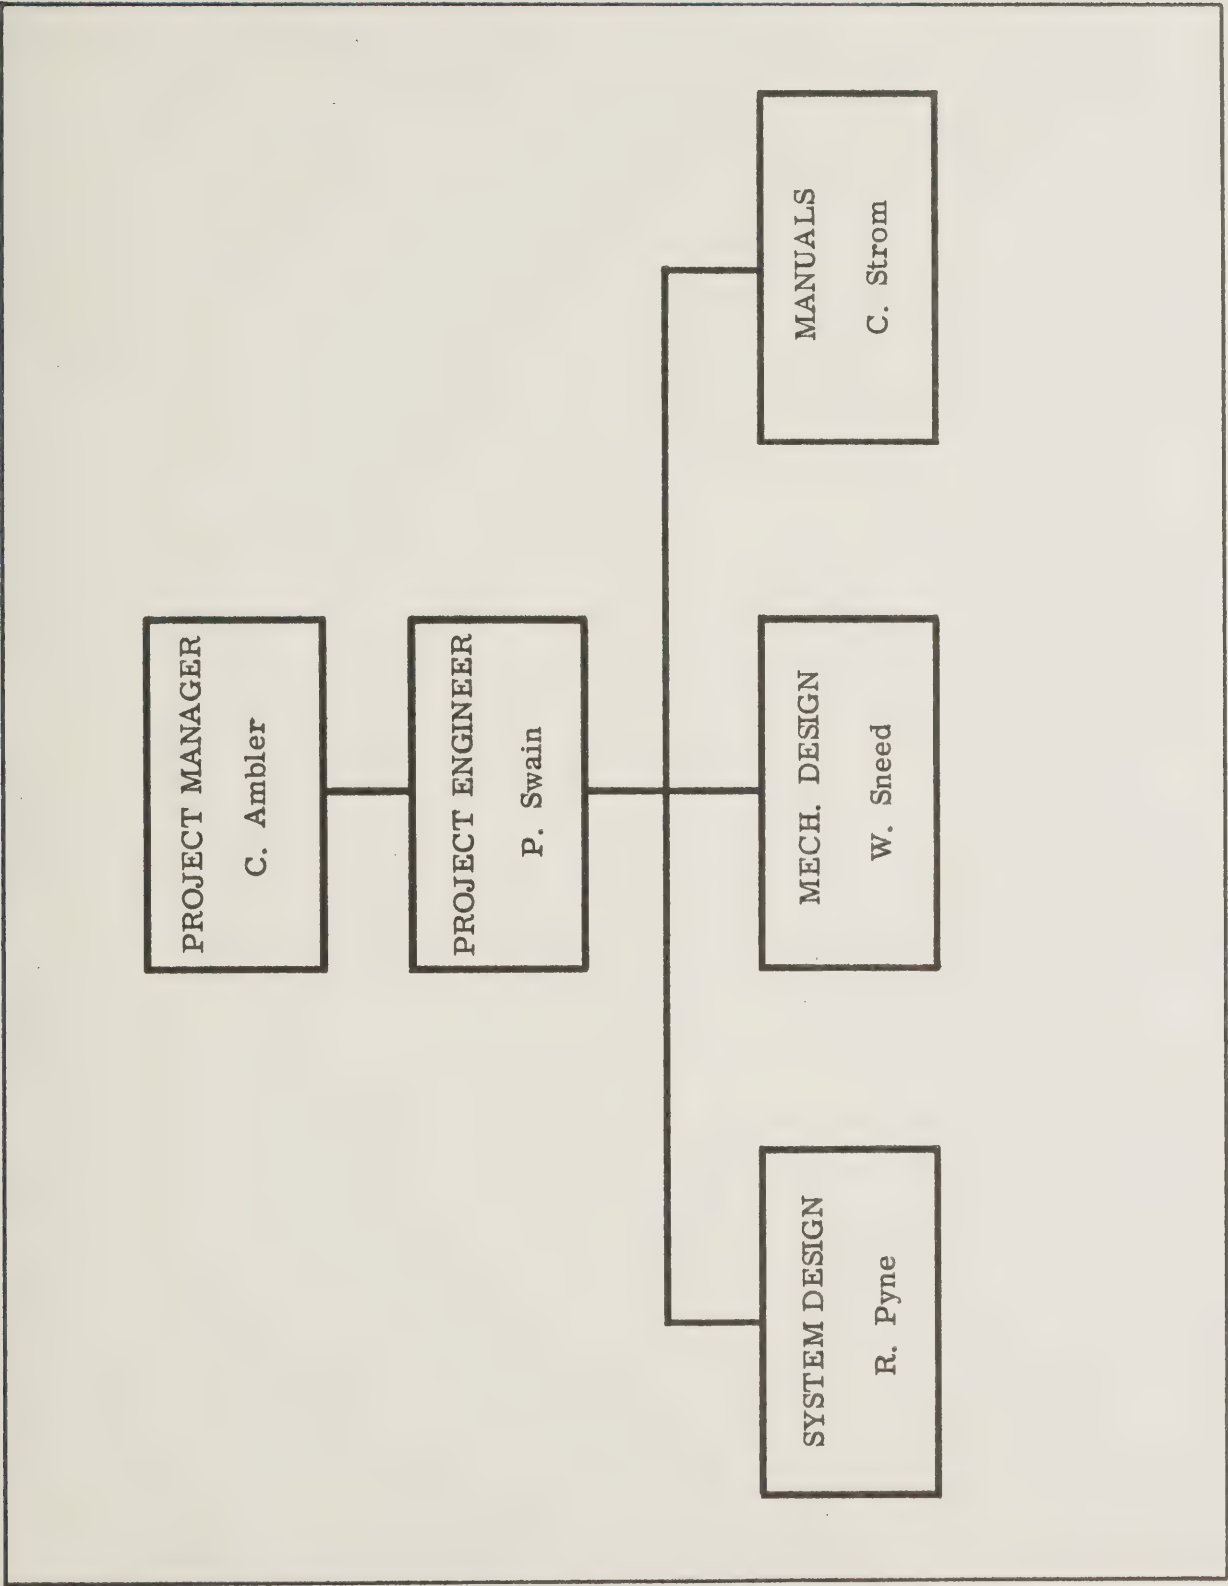 PROJECT MANAGER
C. Ambler
PROJECT ENGINEER
P. Swain
SYSTEM DESIGN
R. Pyne
MECH. DESIGN
W. Sneed
MANUALS
C. Strom